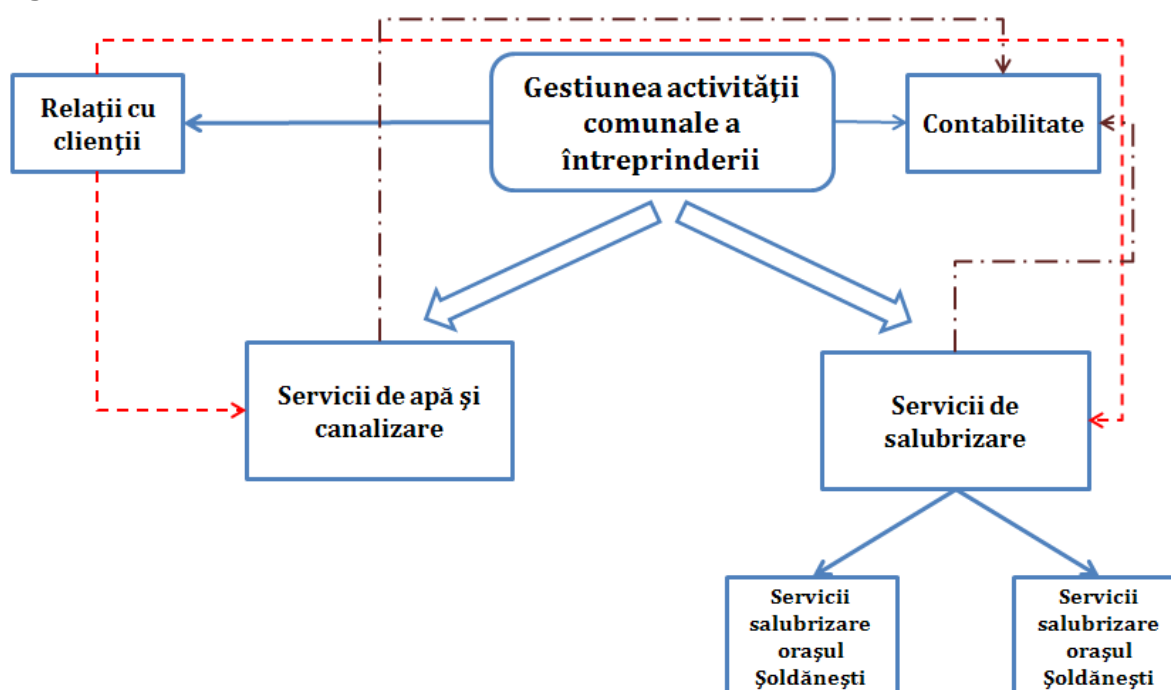 Relaţii cu
clienţii
Gestiunea activităţii
comunale a
întreprinderii
Contabilitate
Servicii de apă şi
canalizare
Servicii de
salubrizare
Servicii
salubrizare
oraşul
Şoldăneşti
Servicii
salubrizare
oraşul
Şoldăneşti